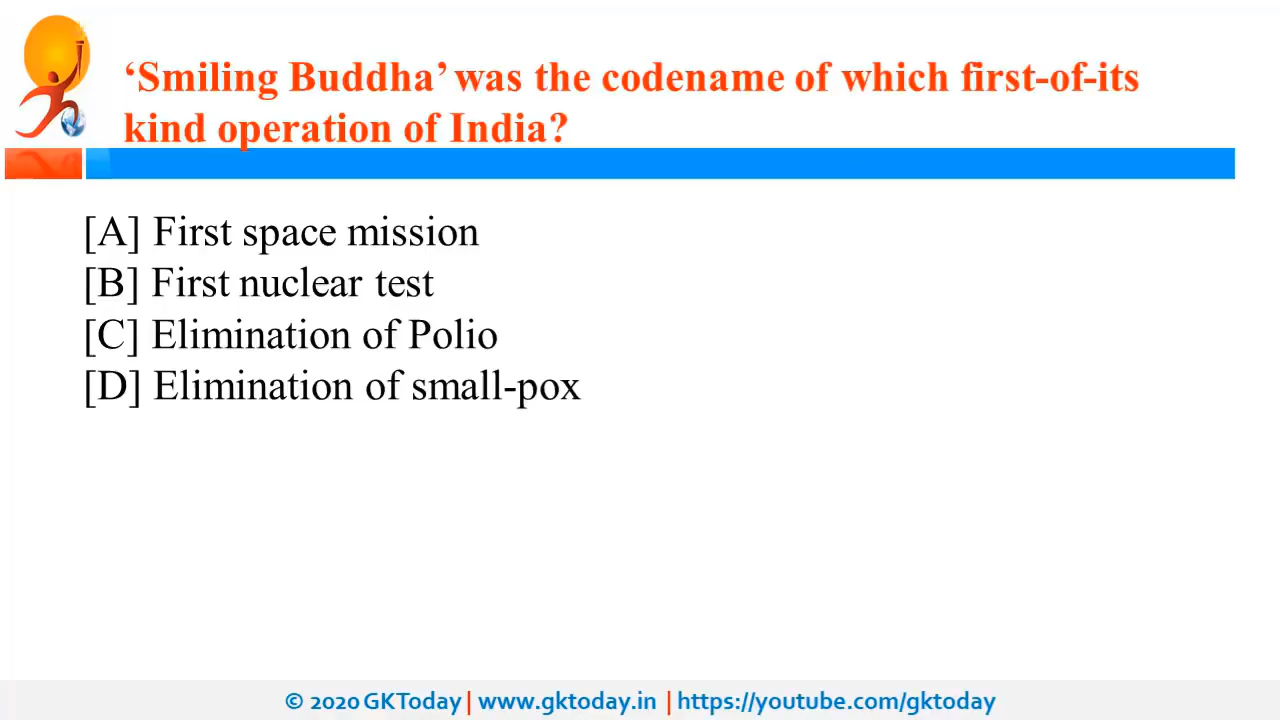 ‘Smiling Buddha’ was the codename of which first-of-its
kind operation of India?
[A] First space mission
[B] First nuclear test
[C] Elimination of Polio
[D] Elimination of small-pox
© 2020 GKToday | www.gktoday.in | https://youtube.com/gktoday